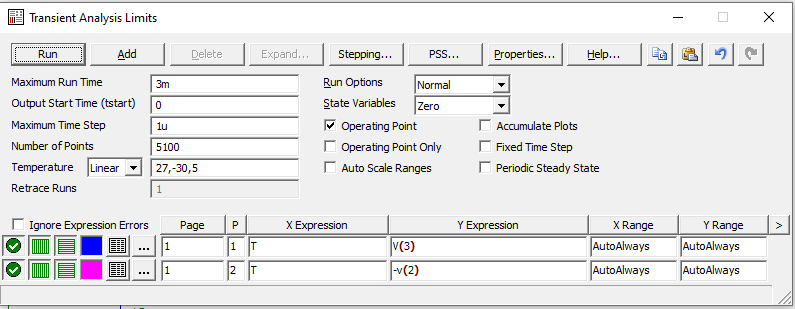 Transient Analysis Limits
Run Add Delete Expand... Stepping... PSS... Properties... Help...
Maximum Run Time 3m Run Options Normal
Output Start Time (tstart) 0 State Variables Zero
Maximum Time Step 1u Operating Point Accumulate Plots
Number of Points 5100 Operating Point Only Fixed Time Step
Temperature Linear 27,-30,5 Auto Scale Ranges Periodic Steady State
Retrace Runs 1
Ignore Expression Errors Page P X Expression Y Expression X Range Y Range >
... 1 1 T V(3) AutoAlways AutoAlways
... 1 2 T -v(2) AutoAlways AutoAlways